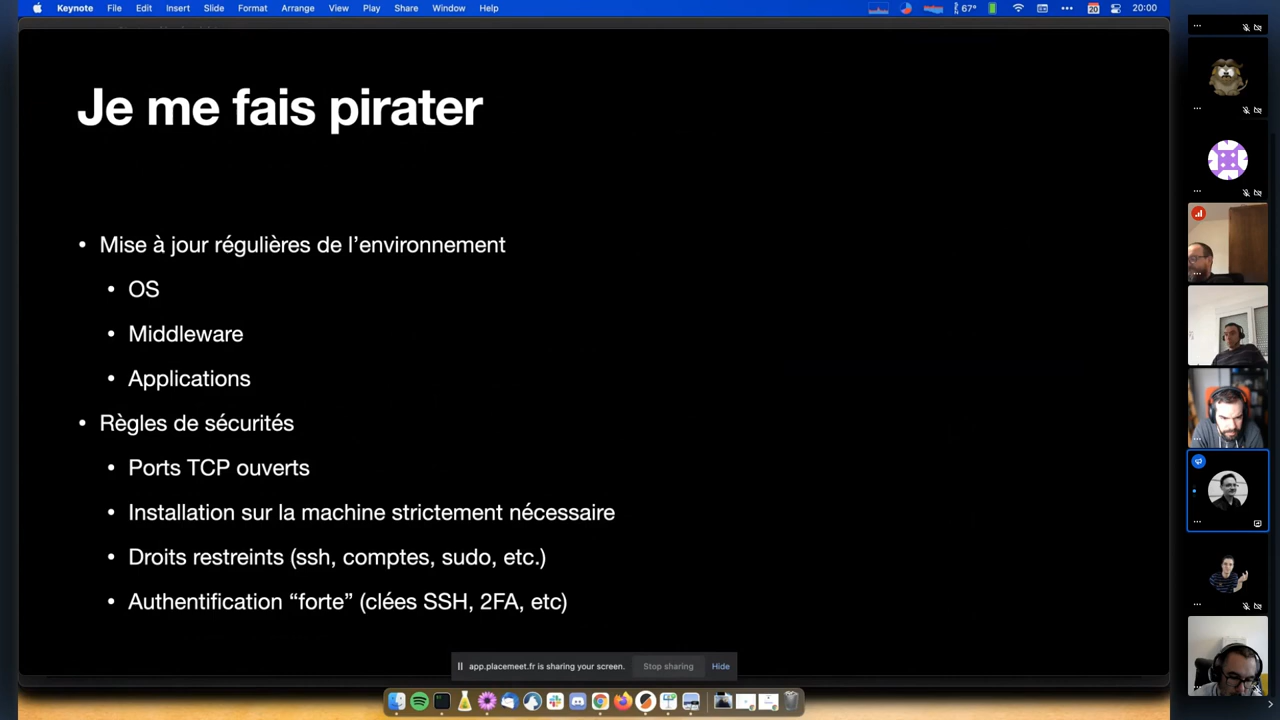 Keynote File Edit Insert Slide Format Arrange View Play Share Window Help 67° 20 20:00
Je me fais pirater
• Mise à jour régulières de l’environnement
• OS
• Middleware
• Applications
• Règles de sécurités
• Ports TCP ouverts
• Installation sur la machine strictement nécessaire
• Droits restreints (ssh, comptes, sudo, etc.)
• Authentification “forte” (clées SSH, 2FA, etc)
app.placemeet.fr is sharing your screen. Stop sharing Hide